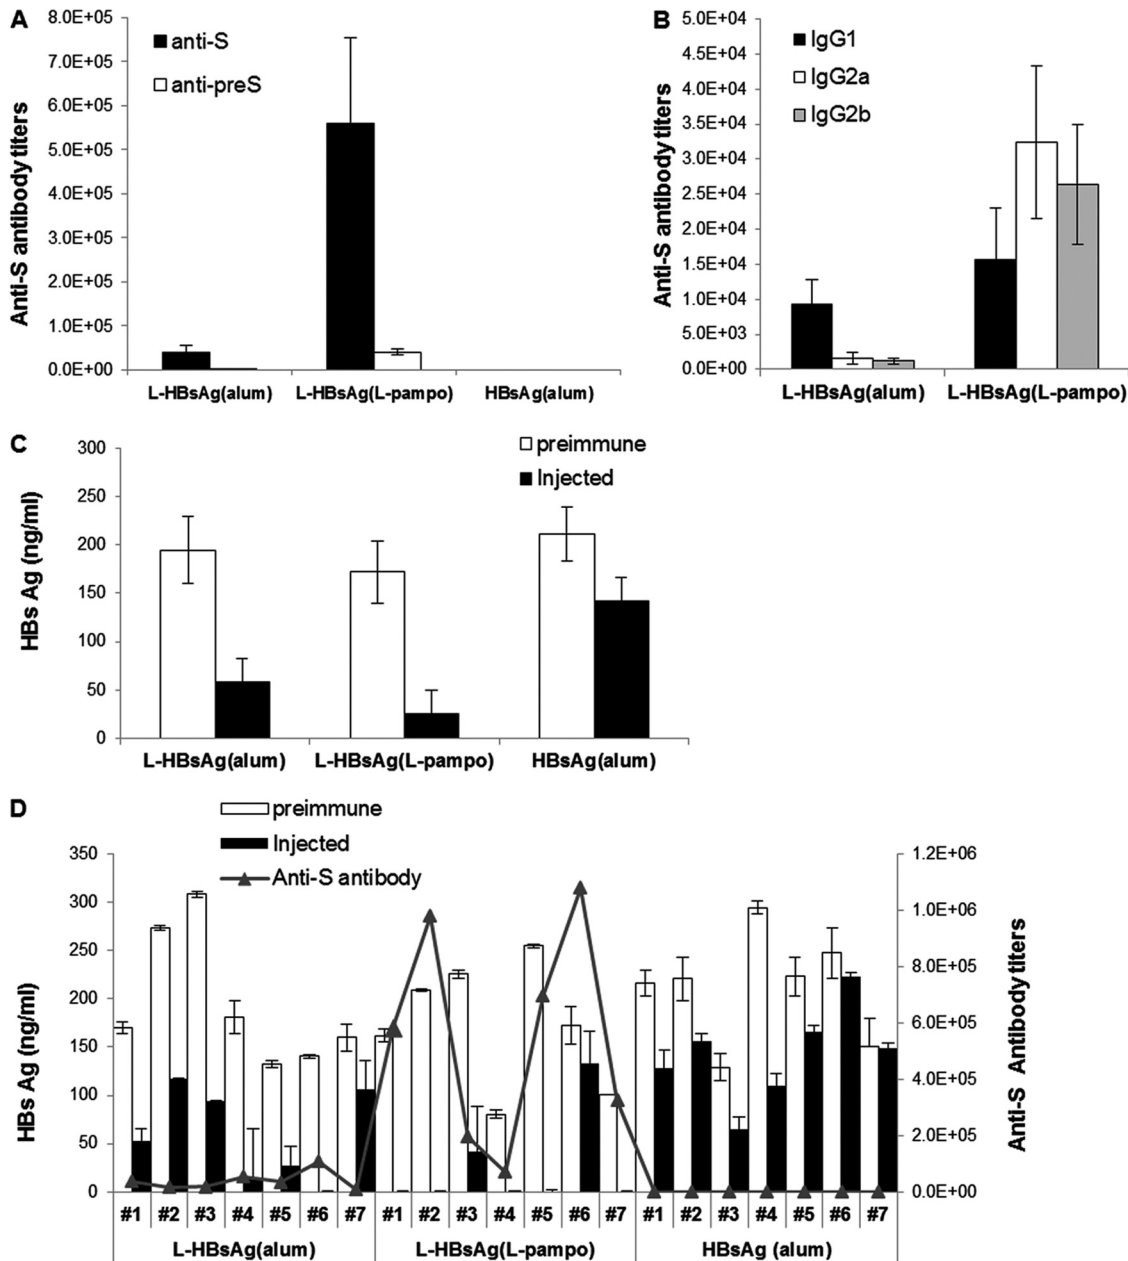 A
Anti-S antibody titers
8.0E+05
7.0E+05
6.0E+05
5.0E+05
4.0E+05
3.0E+05
2.0E+05
1.0E+05
0.0E+00
anti-S
anti-preS
L-HBsAg(alum) L-HBsAg(L-pampo) HBsAg(alum)
B
Anti-S antibody titers
5.0E+04
4.5E+04
4.0E+04
3.5E+04
3.0E+04
2.5E+04
2.0E+04
1.5E+04
1.0E+04
5.0E+03
0.0E+00
IgG1
IgG2a
IgG2b
L-HBsAg(alum) L-HBsAg(L-pampo)
C
HBs Ag (ng/ml)
300
250
200
150
100
50
0
preimmune
Injected
L-HBsAg(alum) L-HBsAg(L-pampo) HBsAg(alum)
D
preimmune
Injected
Anti-S antibody
HBs Ag (ng/ml)
350
300
250
200
150
100
50
0
1.2E+06
1.0E+06
8.0E+05
6.0E+05
4.0E+05
2.0E+05
0.0E+00
Anti-S Antibody titers
#1 #2 #3 #4 #5 #6 #7 #1 #2 #3 #4 #5 #6 #7 #1 #2 #3 #4 #5 #6 #7
L-HBsAg(alum) L-HBsAg(L-pampo) HBsAg (alum)